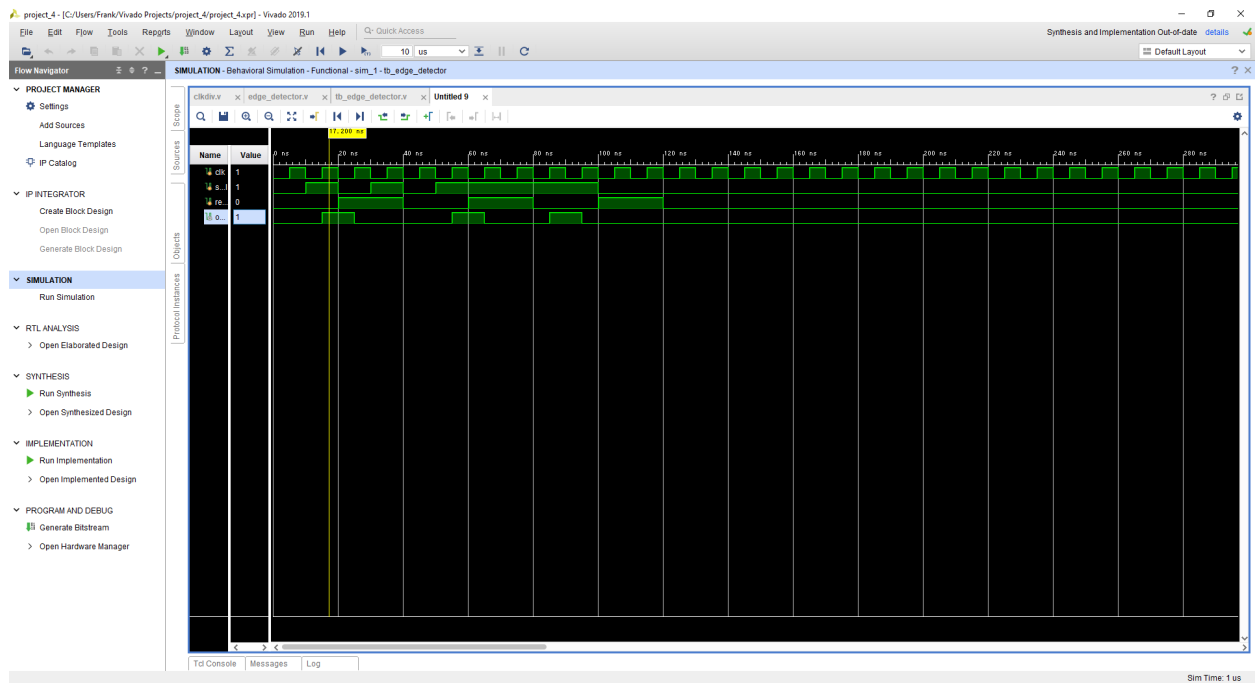 project_4 - [C:/Users/Frank/Vivado Projects/project_4/project_4.xpr] - Vivado 2019.1
File Edit Flow Tools Reports Window Layout View Run Help Q- Quick Access
Synthesis and Implementation Out-of-date details
10 us
Default Layout
Flow Navigator
SIMULATION - Behavioral Simulation - Functional - sim_1 - tb_edge_detector
PROJECT MANAGER
Settings
Add Sources
Language Templates
IP Catalog
IP INTEGRATOR
Create Block Design
Open Block Design
Generate Block Design
SIMULATION
Run Simulation
RTL ANALYSIS
Open Elaborated Design
SYNTHESIS
Run Synthesis
Open Synthesized Design
IMPLEMENTATION
Run Implementation
Open Implemented Design
PROGRAM AND DEBUG
Generate Bitstream
Open Hardware Manager
Scope
Sources
Objects
Protocol Instances
clkdiv.v edge_detector.v tb_edge_detector.v Untitled 9
17.200 ns
Name Value
0 ns 20 ns 40 ns 60 ns 80 ns 100 ns 120 ns 140 ns 160 ns 180 ns 200 ns 220 ns 240 ns 260 ns 280 ns
clk 1
s...l 1
re... 0
o... 1
Tcl Console Messages Log
Sim Time: 1 us